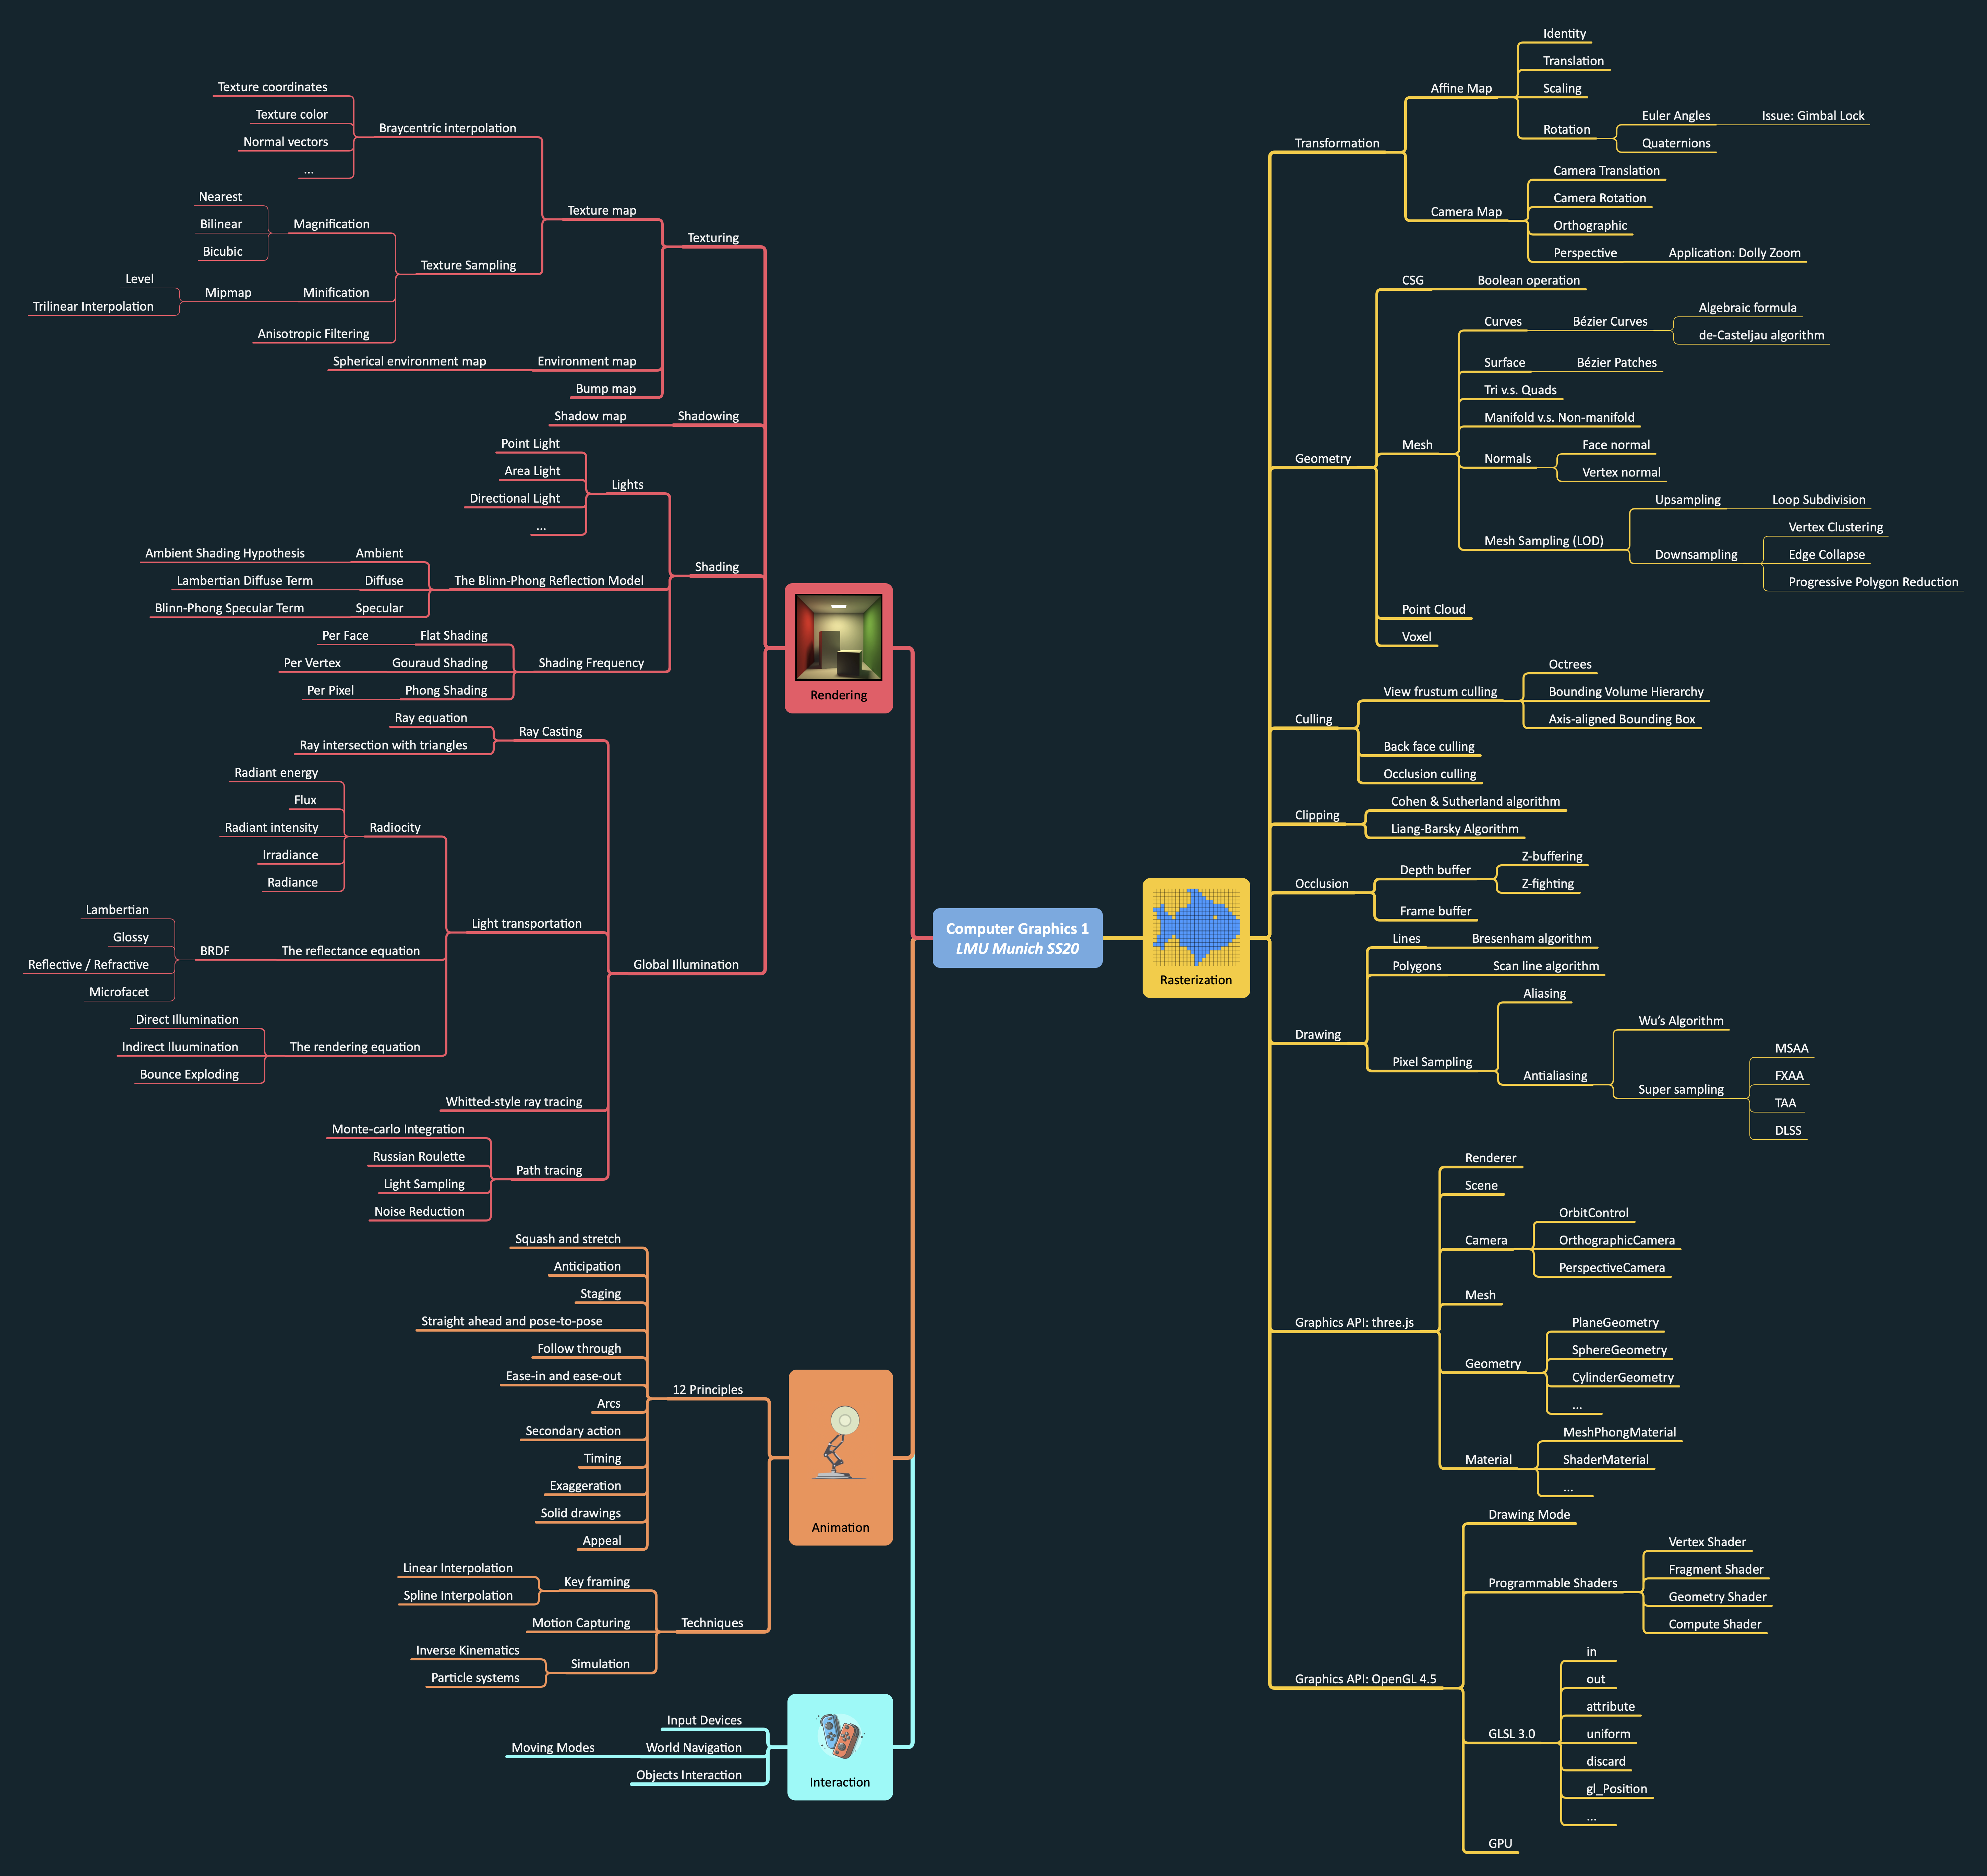 Computer Graphics 1
LMU Munich SS20
Rendering
Texturing
Texture map
Braycentric interpolation
Texture coordinates
Texture color
Normal vectors
...
Texture Sampling
Magnification
Nearest
Bilinear
Bicubic
Minification
Mipmap
Level
Trilinear Interpolation
Anisotropic Filtering
Environment map
Spherical environment map
Bump map
Shadowing
Shadow map
Shading
Lights
Point Light
Area Light
Directional Light
...
The Blinn-Phong Reflection Model
Ambient
Ambient Shading Hypothesis
Diffuse
Lambertian Diffuse Term
Specular
Blinn-Phong Specular Term
Shading Frequency
Flat Shading
Per Face
Gouraud Shading
Per Vertex
Phong Shading
Per Pixel
Global Illumination
Ray Casting
Ray equation
Ray intersection with triangles
Light transportation
Radiocity
Radiant energy
Flux
Radiant intensity
Irradiance
Radiance
The reflectance equation
BRDF
Lambertian
Glossy
Reflective / Refractive
Microfacet
The rendering equation
Direct Illumination
Indirect Iluumination
Bounce Exploding
Whitted-style ray tracing
Path tracing
Monte-carlo Integration
Russian Roulette
Light Sampling
Noise Reduction
Animation
12 Principles
Squash and stretch
Anticipation
Staging
Straight ahead and pose-to-pose
Follow through
Ease-in and ease-out
Arcs
Secondary action
Timing
Exaggeration
Solid drawings
Appeal
Techniques
Key framing
Linear Interpolation
Spline Interpolation
Motion Capturing
Simulation
Inverse Kinematics
Particle systems
Interaction
Input Devices
World Navigation
Moving Modes
Objects Interaction
Rasterization
Transformation
Affine Map
Identity
Translation
Scaling
Rotation
Euler Angles
Issue: Gimbal Lock
Quaternions
Camera Map
Camera Translation
Camera Rotation
Orthographic
Perspective
Application: Dolly Zoom
Geometry
CSG
Boolean operation
Mesh
Curves
Bézier Curves
Algebraic formula
de-Casteljau algorithm
Surface
Bézier Patches
Tri v.s. Quads
Manifold v.s. Non-manifold
Normals
Face normal
Vertex normal
Mesh Sampling (LOD)
Upsampling
Loop Subdivision
Downsampling
Vertex Clustering
Edge Collapse
Progressive Polygon Reduction
Point Cloud
Voxel
Culling
View frustum culling
Octrees
Bounding Volume Hierarchy
Axis-aligned Bounding Box
Back face culling
Occlusion culling
Clipping
Cohen & Sutherland algorithm
Liang-Barsky Algorithm
Occlusion
Depth buffer
Z-buffering
Z-fighting
Frame buffer
Drawing
Lines
Bresenham algorithm
Polygons
Scan line algorithm
Pixel Sampling
Aliasing
Antialiasing
Wu's Algorithm
Super sampling
MSAA
FXAA
TAA
DLSS
Graphics API: three.js
Renderer
Scene
Camera
OrbitControl
OrthographicCamera
PerspectiveCamera
Mesh
Geometry
PlaneGeometry
SphereGeometry
CylinderGeometry
...
Material
MeshPhongMaterial
ShaderMaterial
...
Graphics API: OpenGL 4.5
Drawing Mode
Programmable Shaders
Vertex Shader
Fragment Shader
Geometry Shader
Compute Shader
GLSL 3.0
in
out
attribute
uniform
discard
gl_Position
...
GPU